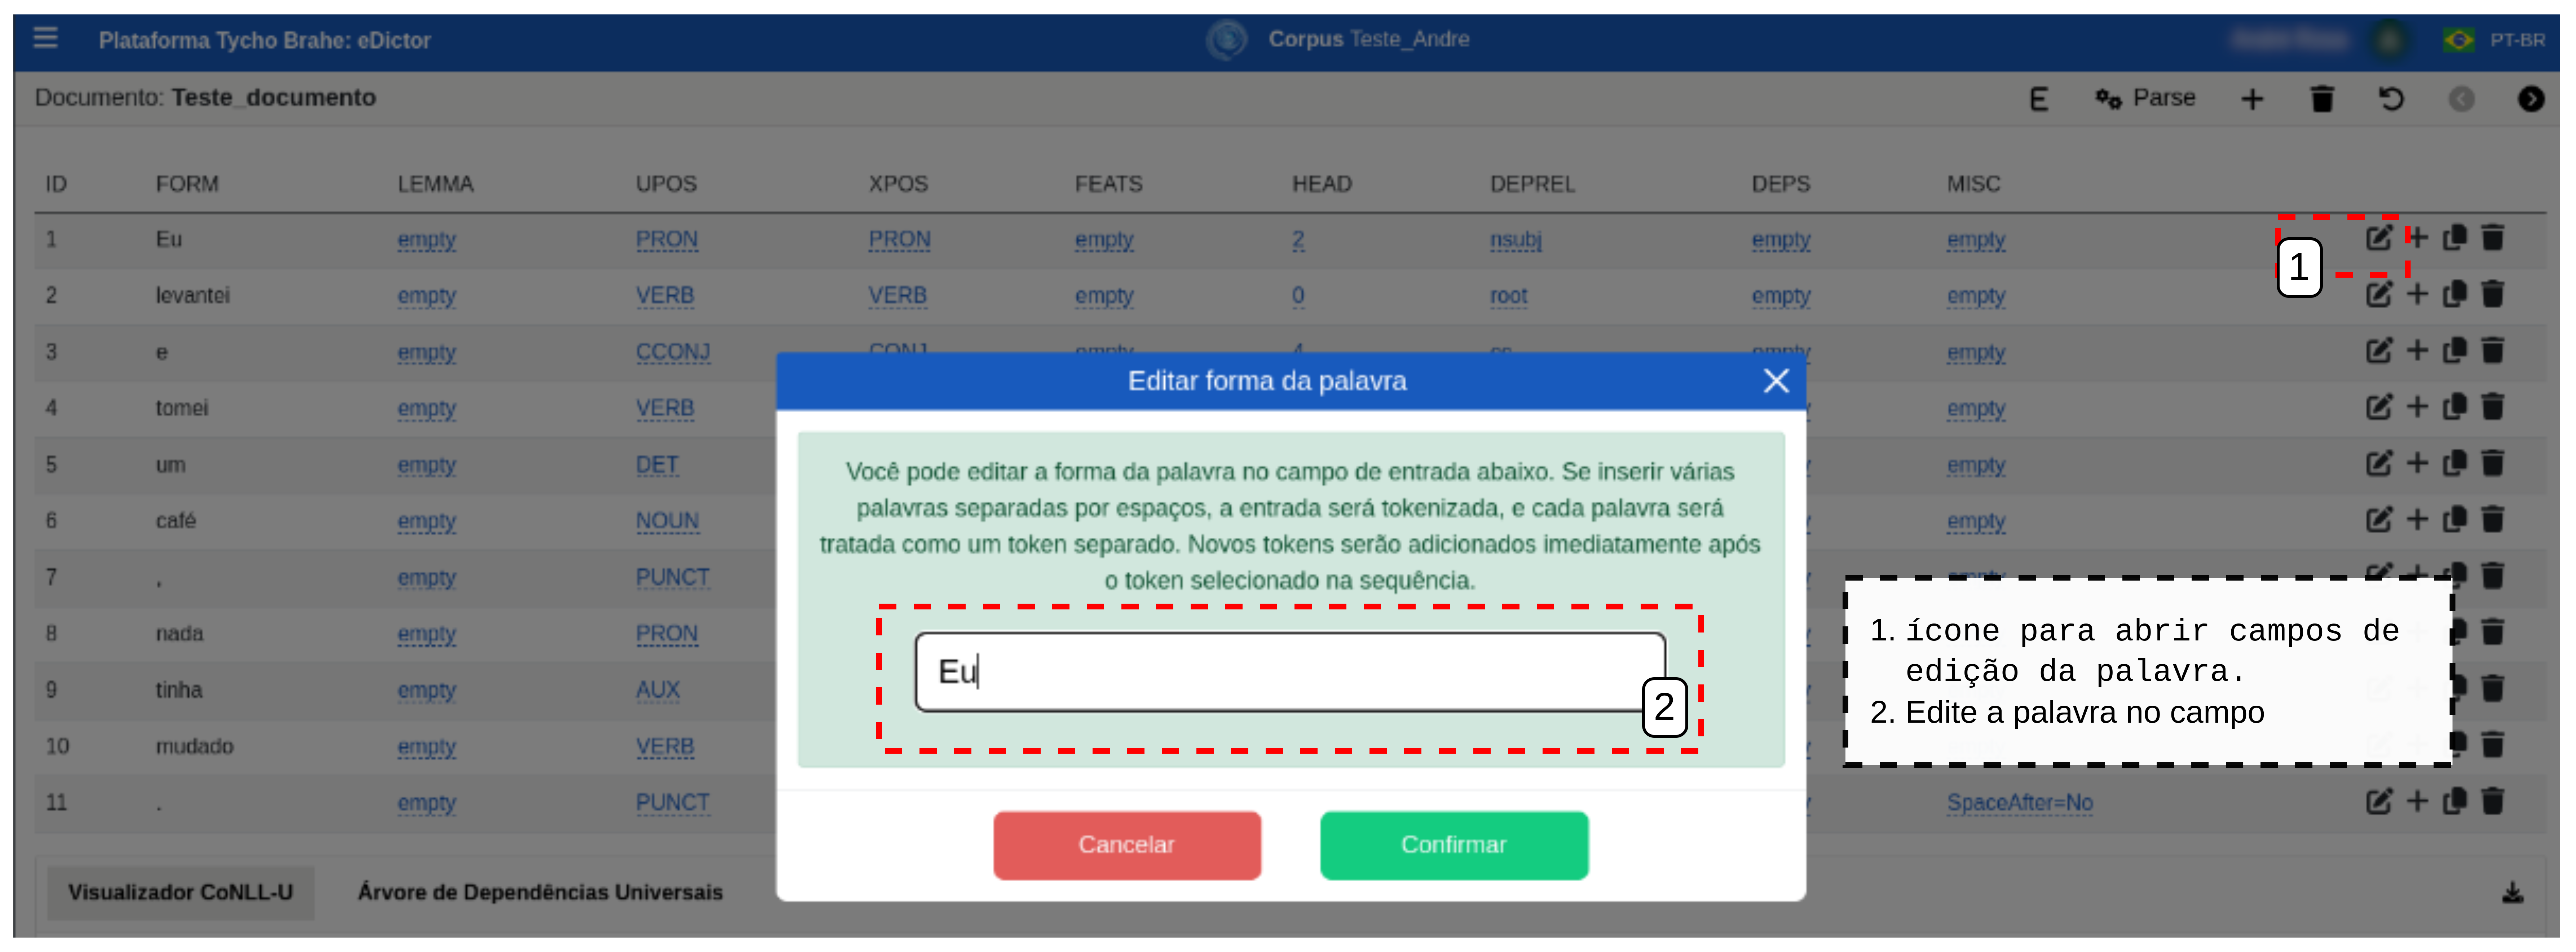 Plataforma Tycho Brahe: eDictor Corpus Teste_Andre PT-BR
Documento: Teste_documento E Parse
ID FORM LEMMA UPOS XPOS FEATS HEAD DEPREL DEPS MISC
1 Eu empty PRON PRON empty 2 nsubj empty empty
1
2 levantei empty VERB VERB empty 0 root empty empty
3 e empty CCONJ CONJ empty 4 cc empty empty
4 tomei empty VERB empty
5 um empty DET empty
6 café empty NOUN empty
7 , empty PUNCT empty
8 nada empty PRON
9 tinha empty AUX
10 mudado empty VERB
11 . empty PUNCT SpaceAfter=No
Editar forma da palavra
Você pode editar a forma da palavra no campo de entrada abaixo. Se inserir várias
palavras separadas por espaços, a entrada será tokenizada, e cada palavra será
tratada como um token separado. Novos tokens serão adicionados imediatamente após
o token selecionado na sequência.
Eu
2
Cancelar Confirmar
1. ícone para abrir campos de
edição da palavra.
2. Edite a palavra no campo
Visualizador CoNLL-U Árvore de Dependências Universais